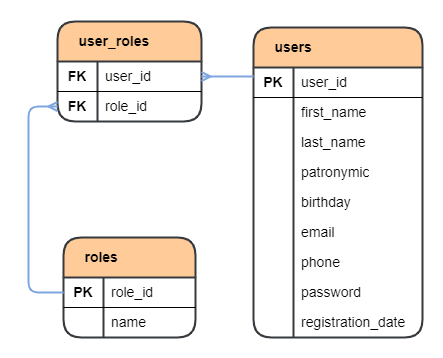 user_roles
FK user_id
FK role_id
users
PK user_id
first_name
last_name
patronymic
birthday
email
phone
password
registration_date
roles
PK role_id
name